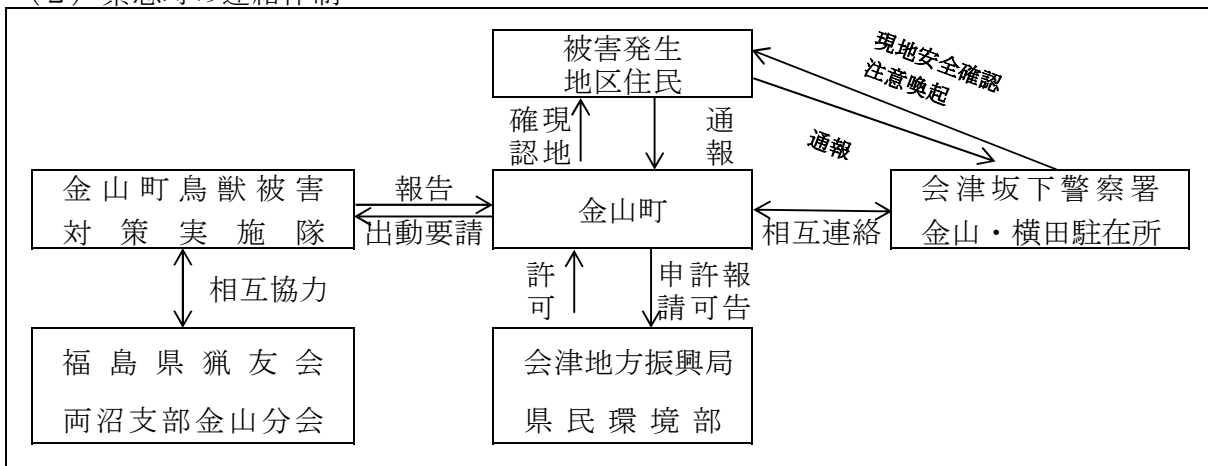 (2) 緊急時の連絡体制
被害発生
地区住民
現地安全確認
注意喚起
現地
確認
通報
通報
金山町鳥獣被害
対策実施隊
報告
出動要請
金山町
相互連絡
会津坂下警察署
金山・横田駐在所
相互協力
許可
報告
許可
申請
福島県猟友会
両沼支部金山分会
会津地方振興局
県民環境部